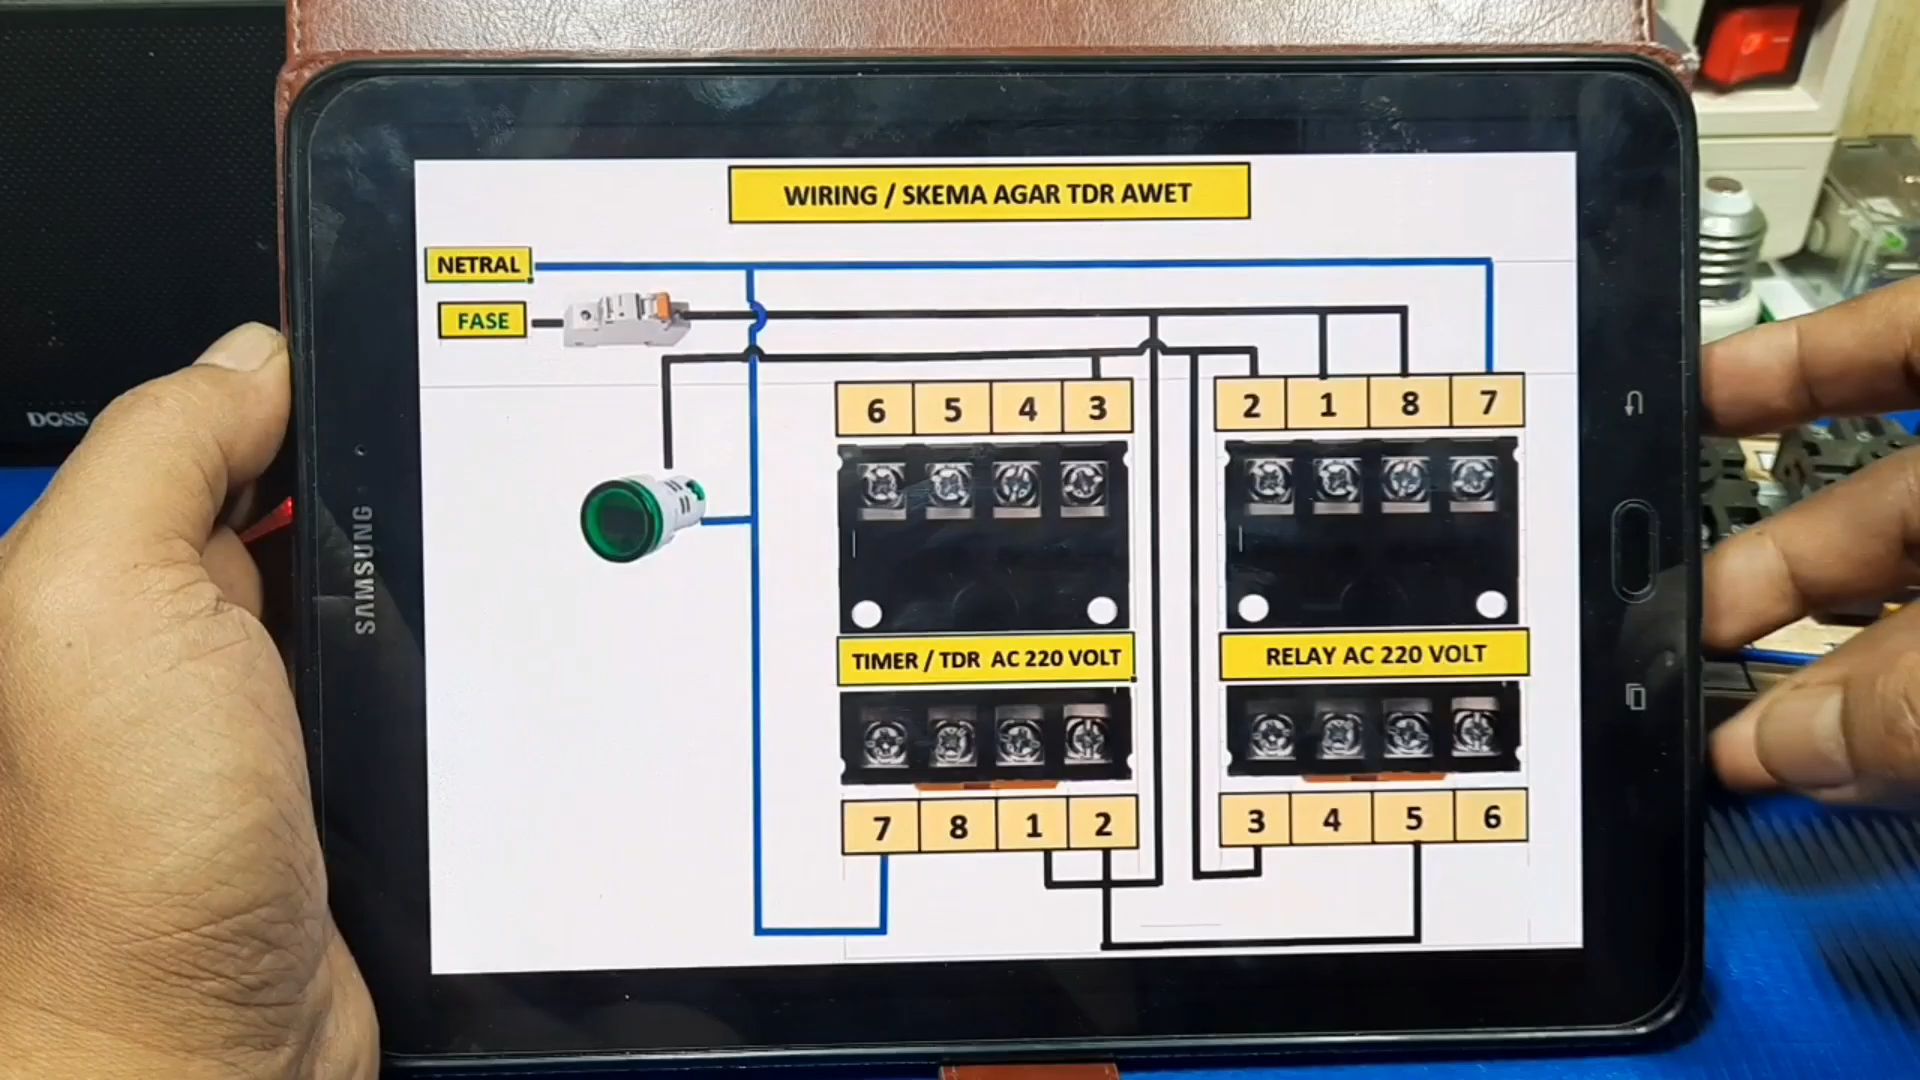 WIRING / SKEMA AGAR TDR AWET
NETRAL
FASE
6 5 4 3
2 1 8 7
DOSS
SAMSUNG
TIMER / TDR AC 220 VOLT
RELAY AC 220 VOLT
7 8 1 2
3 4 5 6